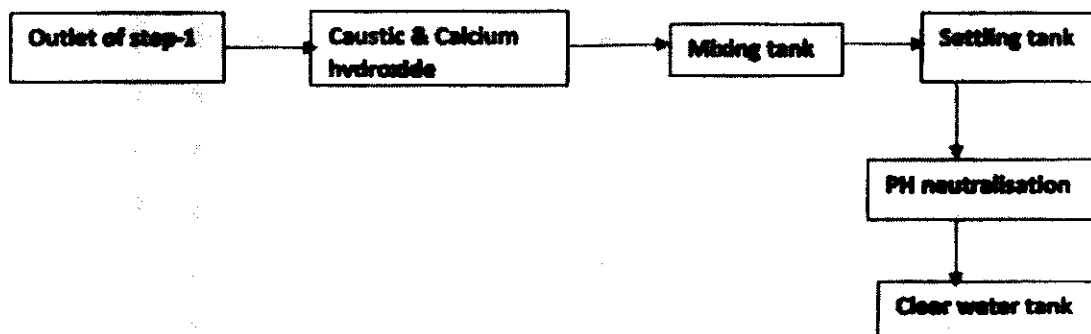 Outlet of step-1
Caustic & Calcium
hydroxide
Mixing tank
Settling tank
PH neutralisation
Clear water tank